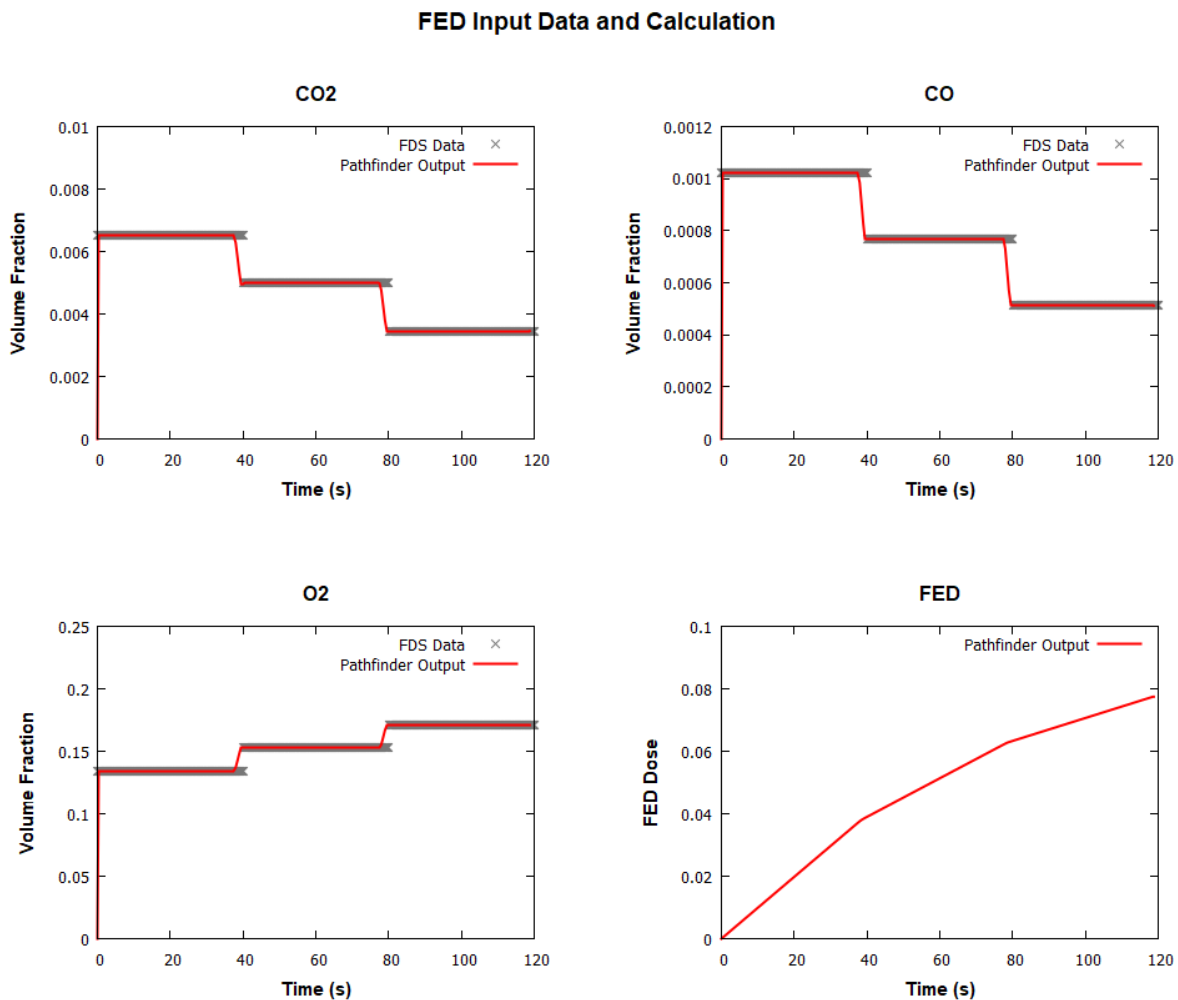 FED Input Data and Calculation
CO2
0.01
0.008
0.006
0.004
0.002
0
Volume Fraction
FDS Data
Pathfinder Output
0 20 40 60 80 100 120
Time (s)
CO
0.0012
0.001
0.0008
0.0006
0.0004
0.0002
0
Volume Fraction
FDS Data
Pathfinder Output
0 20 40 60 80 100 120
Time (s)
O2
0.25
0.2
0.15
0.1
0.05
0
Volume Fraction
FDS Data
Pathfinder Output
0 20 40 60 80 100 120
Time (s)
FED
0.1
0.08
0.06
0.04
0.02
0
FED Dose
Pathfinder Output
0 20 40 60 80 100 120
Time (s)